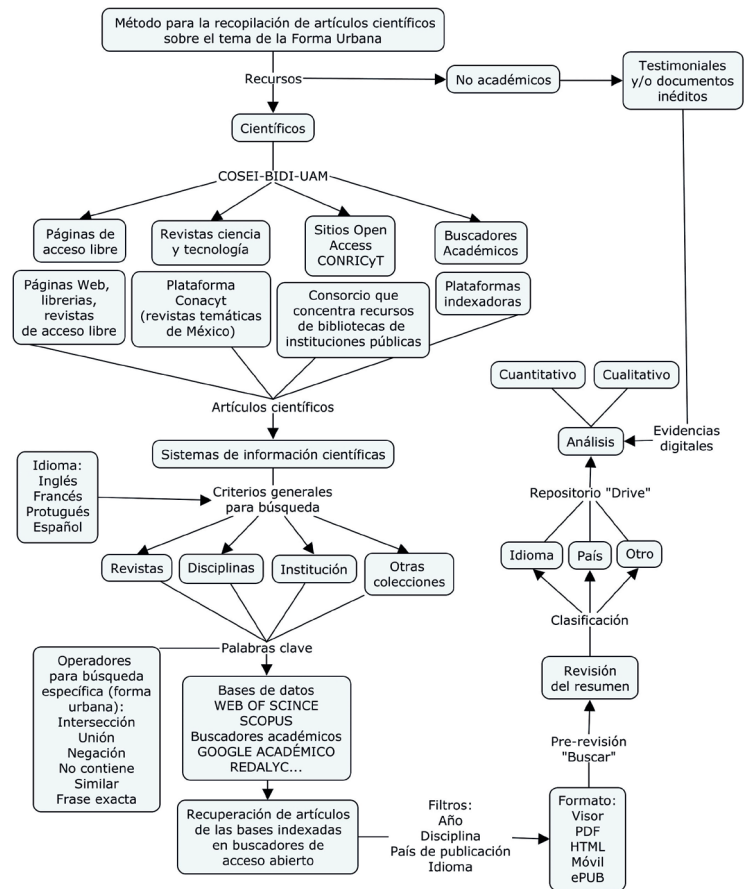 Método para la recopilación de artículos científicos
sobre el tema de la Forma Urbana
Recursos
No académicos
Testimoniales
y/o documentos
inéditos
Científicos
COSEI-BIDI-UAM
Páginas de
acceso libre
Revistas ciencia
y tecnología
Sitios Open
Access
CONRICyT
Buscadores
Académicos
Páginas Web,
librerias,
revistas
de acceso libre
Plataforma
Conacyt
(revistas temáticas
de México)
Consorcio que
concentra recursos
de bibliotecas de
instituciones públicas
Plataformas
indexadoras
Artículos científicos
Sistemas de información científicas
Idioma:
Inglés
Francés
Protugués
Español
Criterios generales
para búsqueda
Revistas
Disciplinas
Institución
Otras
colecciones
Palabras clave
Operadores
para búsqueda
específica (forma
urbana):
Intersección
Unión
Negación
No contiene
Similar
Frase exacta
Bases de datos
WEB OF SCINCE
SCOPUS
Buscadores académicos
GOOGLE ACADÉMICO
REDALYC...
Recuperación de artículos
de las bases indexadas
en buscadores de
acceso abierto
Filtros:
Año
Disciplina
País de publicación
Idioma
Formato:
Visor
PDF
HTML
Móvil
ePUB
Pre-revisión
"Buscar"
Revisión
del resumen
Clasificación
Idioma
País
Otro
Repositorio "Drive"
Análisis
Cuantitativo
Cualitativo
Evidencias
digitales